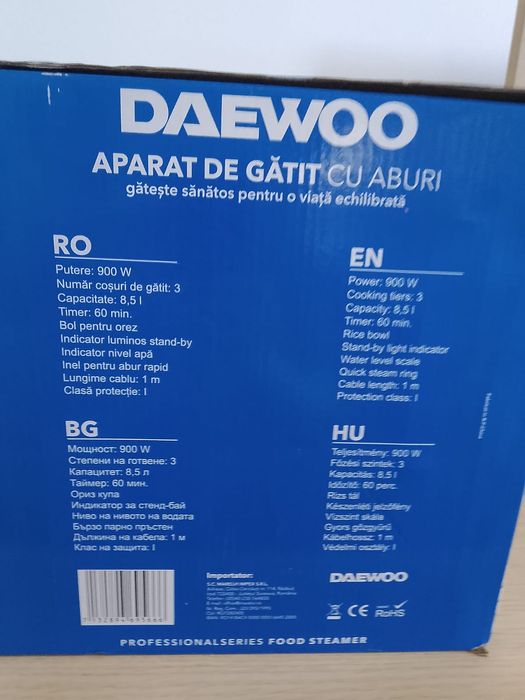 DAEWOO
APARAT DE GĂTIT CU ABURI
gătește sănătos pentru o viață echilibrată
RO
Putere: 900 W
Număr coșuri de gătit: 3
Capacitate: 8,5 l
Timer: 60 min.
Bol pentru orez
Indicator luminos stand-by
Indicator nivel apă
Inel pentru abur rapid
Lungime cablu: 1 m
Clasă protecție: I
EN
Power: 900 W
Cooking tiers: 3
Capacity: 8,5 l
Timer: 60 min.
Rice bowl
Stand-by light indicator
Water level scale
Quick steam ring
Cable length: 1 m
Protection class: I
BG
Мощност: 900 W
Степени на готвене: 3
Капацитет: 8,5 л
Таймер: 60 мин.
Ориз купа
Индикатор за стенд-бай
Ниво на нивото на водата
Бързо парно пръстен
Дължина на кабела: 1 м
Клас на защита: I
HU
Teljesítmény: 900 W
Főzési szintek: 3
Kapacitás: 8,5 l
Időzítő: 60 perc.
Rizs tál
Készenléti jelzőfény
Vízszint skála
Gyors gőzgyűrű
Kábelhossz: 1 m
Védelmi osztály: I
Importator:
DAEWOO
CE RoHS
PROFESSIONALSERIES FOOD STEAMER